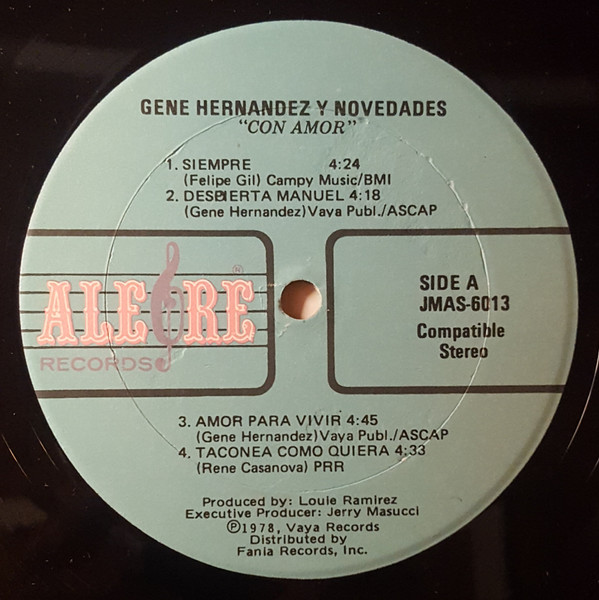 GENE HERNANDEZ Y NOVEDADES
"CON AMOR"
1. SIEMPRE 4:24
(Felipe Gil) Campy Music/BMI
2. DESPIERTA MANUEL 4:18
(Gene Hernandez) Vaya Publ./ASCAP
ALEGRE ®
RECORDS
SIDE A
JMAS-6013
Compatible
Stereo
3. AMOR PARA VIVIR 4:45
(Gene Hernandez) Vaya Publ./ASCAP
4. TACONEA COMO QUIERA 4:33
(Rene Casanova) PRR
Produced by: Louie Ramirez
Executive Producer: Jerry Masucci
Ⓟ1978, Vaya Records
Distributed by
Fania Records, Inc.